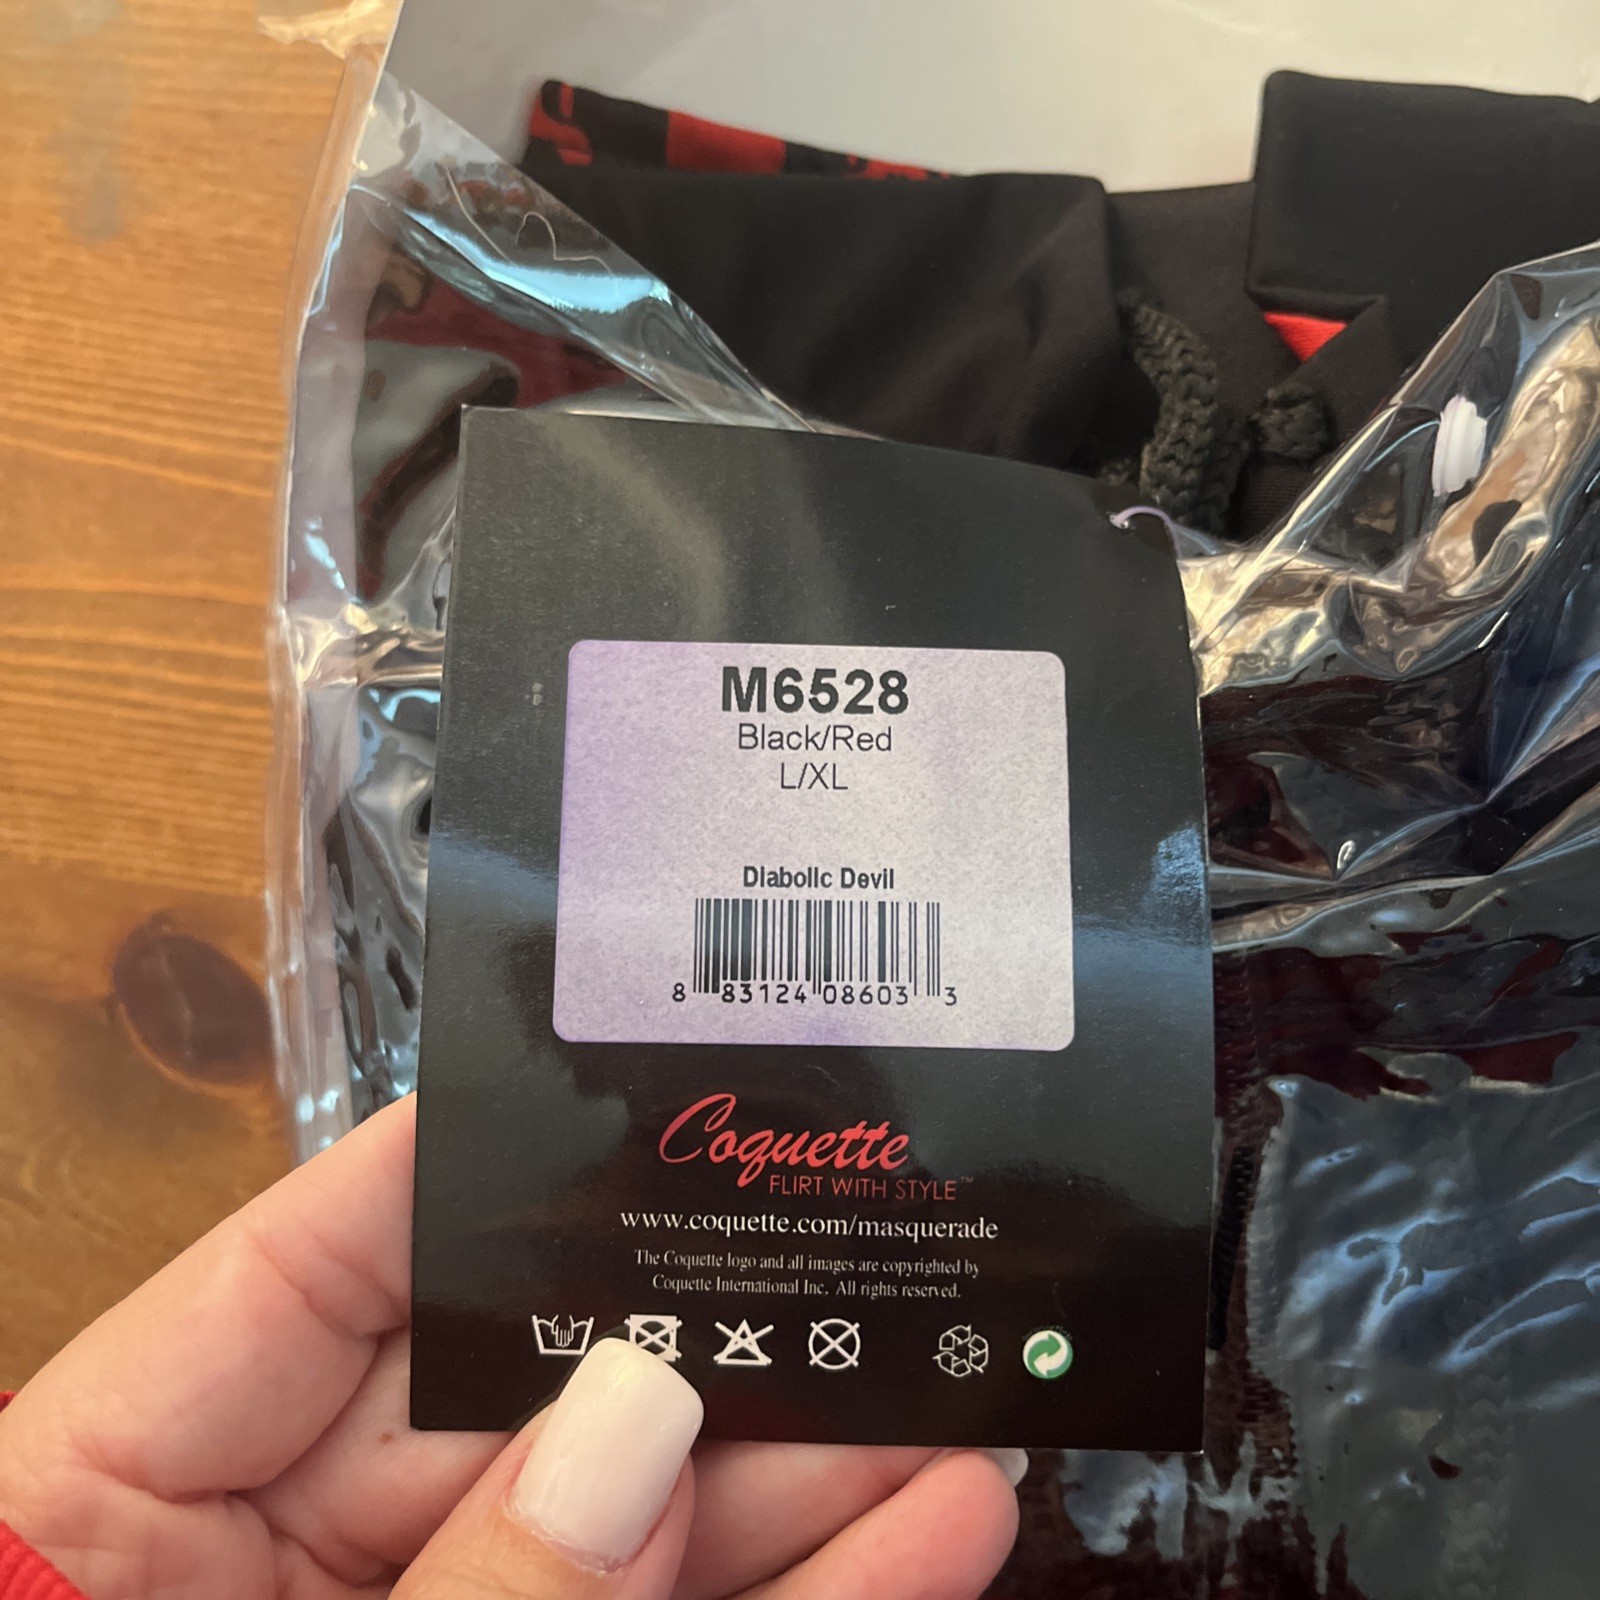 M6528
Black/Red
L/XL
Diabolic Devil
8 83124 08603 3
Coquette
FLIRT WITH STYLE™
www.coquette.com/masquerade
The Coquette logo and all images are copyrighted by
Coquette International Inc. All rights reserved.